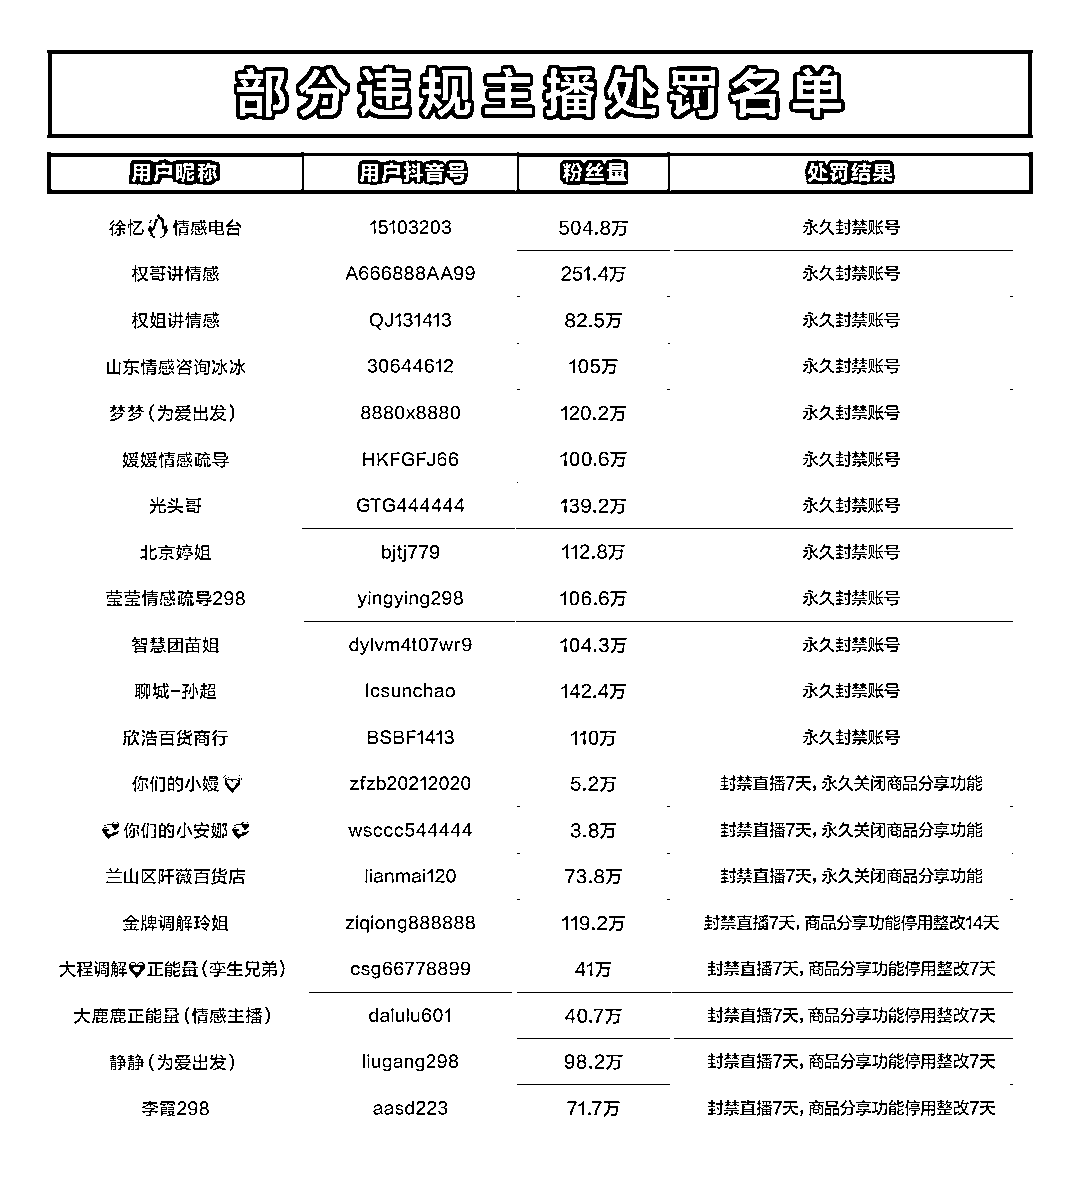 部分违规主播处罚名单
用户昵称 用户抖音号 粉丝量 处罚结果
徐忆🔥情感电台 15103203 504.8万 永久封禁账号
权哥讲情感 A666888AA99 251.4万 永久封禁账号
权姐讲情感 QJ131413 82.5万 永久封禁账号
山东情感咨询冰冰 30644612 105万 永久封禁账号
梦梦(为爱出发) 8880x8880 120.2万 永久封禁账号
媛媛情感疏导 HKFGFJ66 100.6万 永久封禁账号
光头哥 GTG444444 139.2万 永久封禁账号
北京婷姐 bjtj779 112.8万 永久封禁账号
莹莹情感疏导298 yingying298 106.6万 永久封禁账号
智慧团苗姐 dylvm4t07wr9 104.3万 永久封禁账号
聊城-孙超 lcsunchao 142.4万 永久封禁账号
欣浩百货商行 BSBF1413 110万 永久封禁账号
你们的小嫚 zfzb20212020 5.2万 封禁直播7天,永久关闭商品分享功能
你们的小安娜 wsccc544444 3.8万 封禁直播7天,永久关闭商品分享功能
兰山区阡薇百货店 lianmai120 73.8万 封禁直播7天,永久关闭商品分享功能
金牌调解玲姐 ziqiong888888 119.2万 封禁直播7天,商品分享功能停用整改14天
大程调解❤正能量(孪生兄弟) csg66778899 41万 封禁直播7天,商品分享功能停用整改7天
大鹿鹿正能量(情感主播) dalulu601 40.7万 封禁直播7天,商品分享功能停用整改7天
静静(为爱出发) liugang298 98.2万 封禁直播7天,商品分享功能停用整改7天
李霞298 aasd223 71.7万 封禁直播7天,商品分享功能停用整改7天